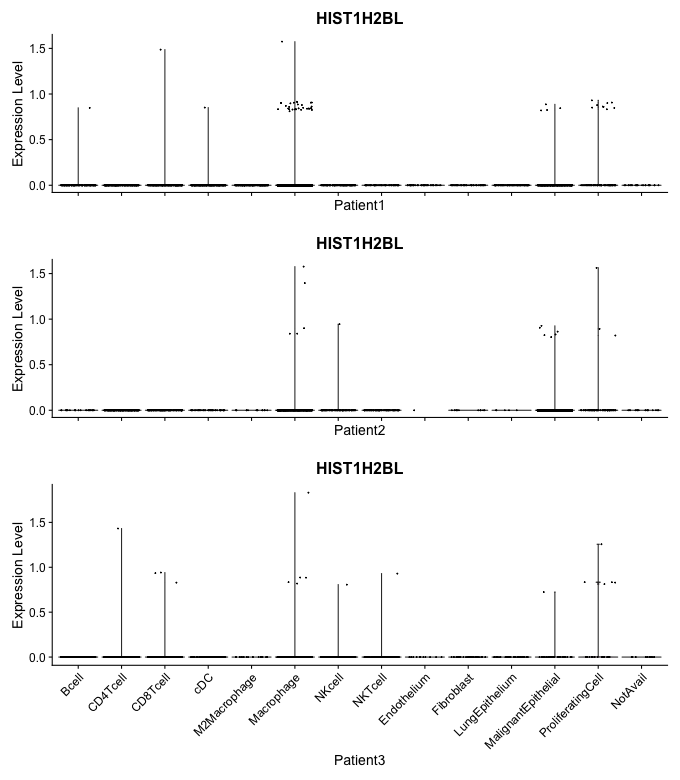 HIST1H2BL
Expression Level
1.5
1.0
0.5
0.0
Patient1
HIST1H2BL
Expression Level
1.5
1.0
0.5
0.0
Patient2
HIST1H2BL
Expression Level
1.5
1.0
0.5
0.0
Bcell
CD4Tcell
CD8Tcell
cDC
M2Macrophage
Macrophage
NKcell
NKTcell
Endothelium
Fibroblast
LungEpithelium
MalignantEpithelial
ProliferatingCell
NotAvail
Patient3